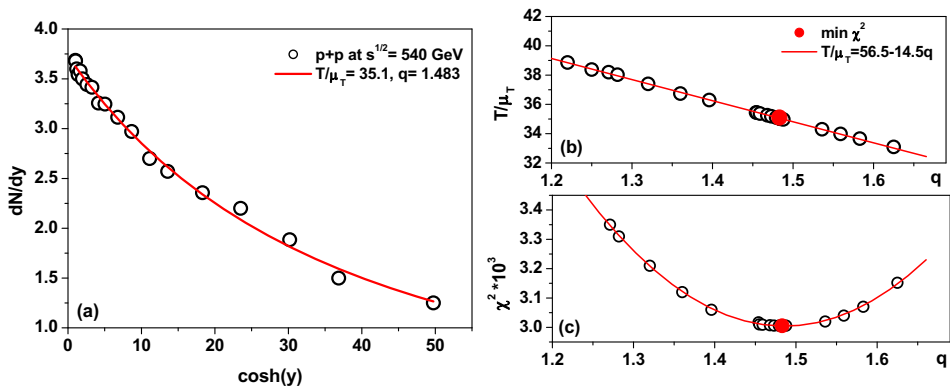 4.0
3.5
3.0
2.5
2.0
1.5
1.0
dN/dy
p+p at s^1/2= 540 GeV
T/μ_T= 35.1, q= 1.483
(a)
0 10 20 30 40 50 60
cosh(y)
42
40
38
36
34
32
T/μ_T
min χ²
T/μ_T=56.5-14.5q
(b)
1.2 1.3 1.4 1.5 1.6 q
3.4
3.3
3.2
3.1
3.0
χ² *10³
(c)
1.2 1.3 1.4 1.5 1.6 q